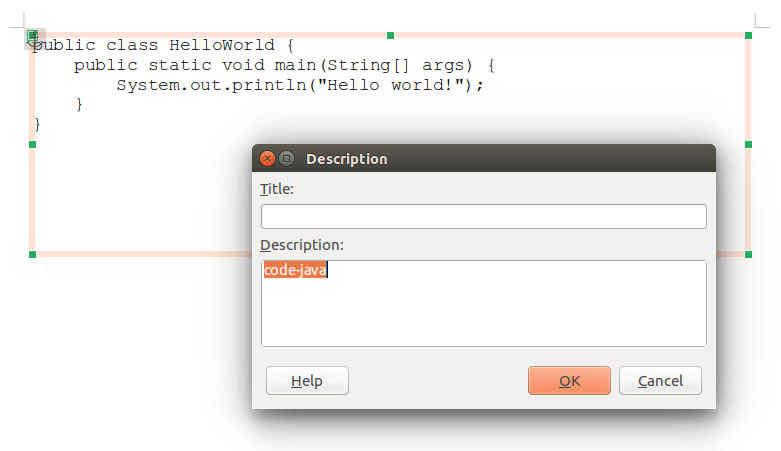 public class HelloWorld {
    public static void main(String[] args) {
        System.out.println("Hello world!");
    }
}
Description
Title:
Description:
code-java
Help
OK
Cancel